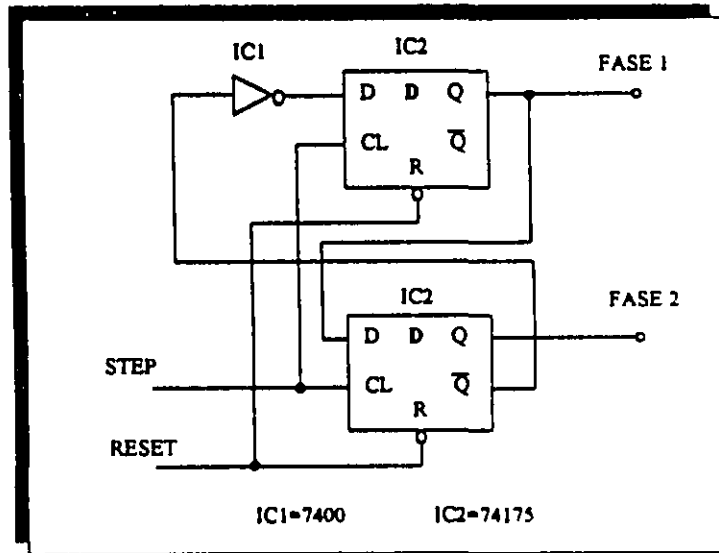 IC1
IC2
FASE 1
D D Q
CL Q̅
R
IC2
FASE 2
D D Q
STEP
CL Q̅
R
RESET
IC1=7400 IC2=74175